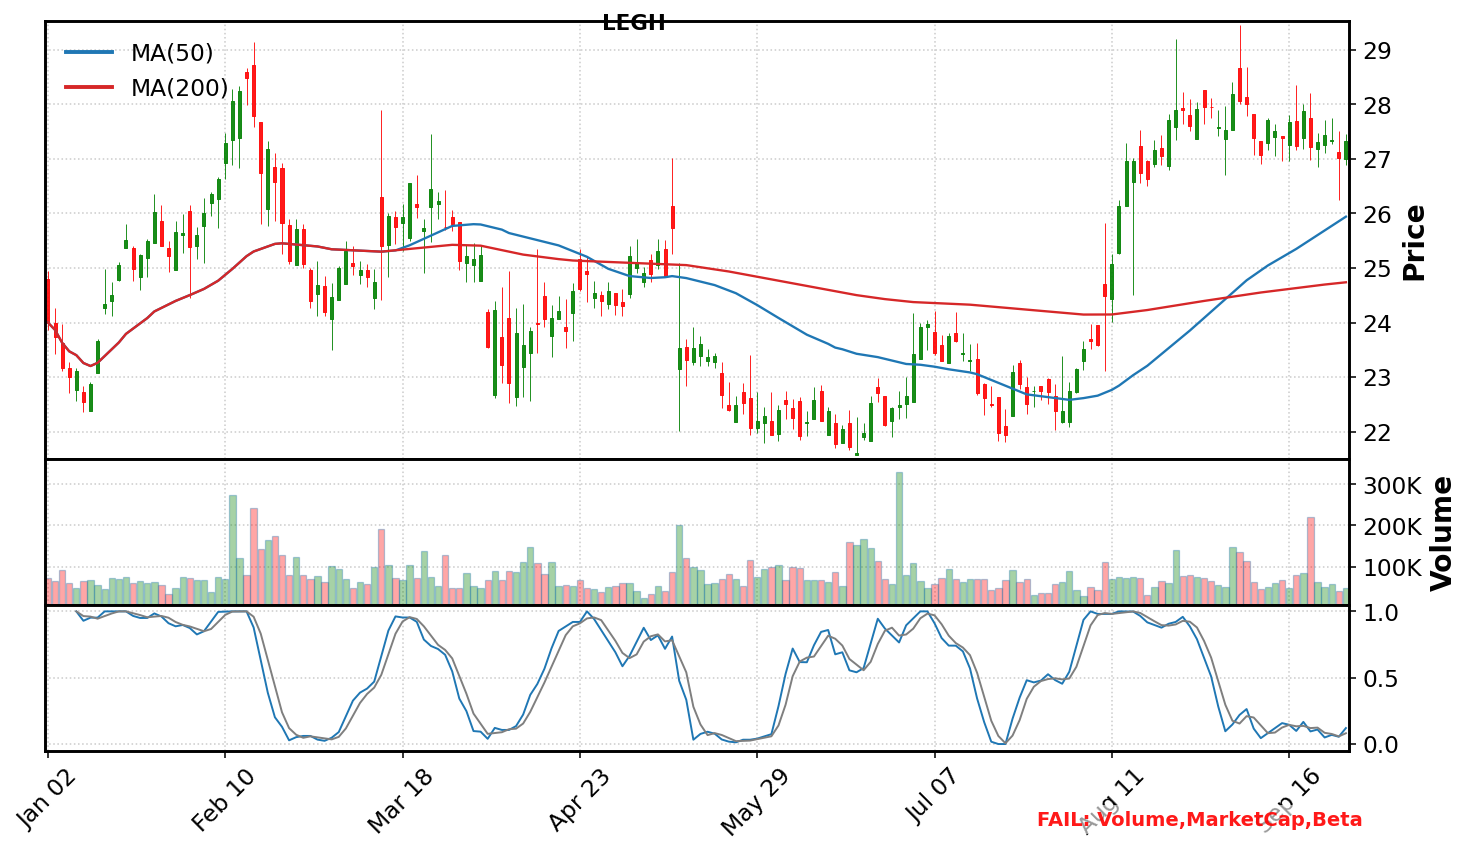 LEGH
MA(50)
MA(200)
29
28
27
26
25
24
23
22
Price
300K
200K
100K
Volume
1.0
0.5
0.0
Jan 02
Feb 10
Mar 18
Apr 23
May 29
Jul 07
Aug 11
Sep 16
FAIL: Volume,MarketCap,Beta